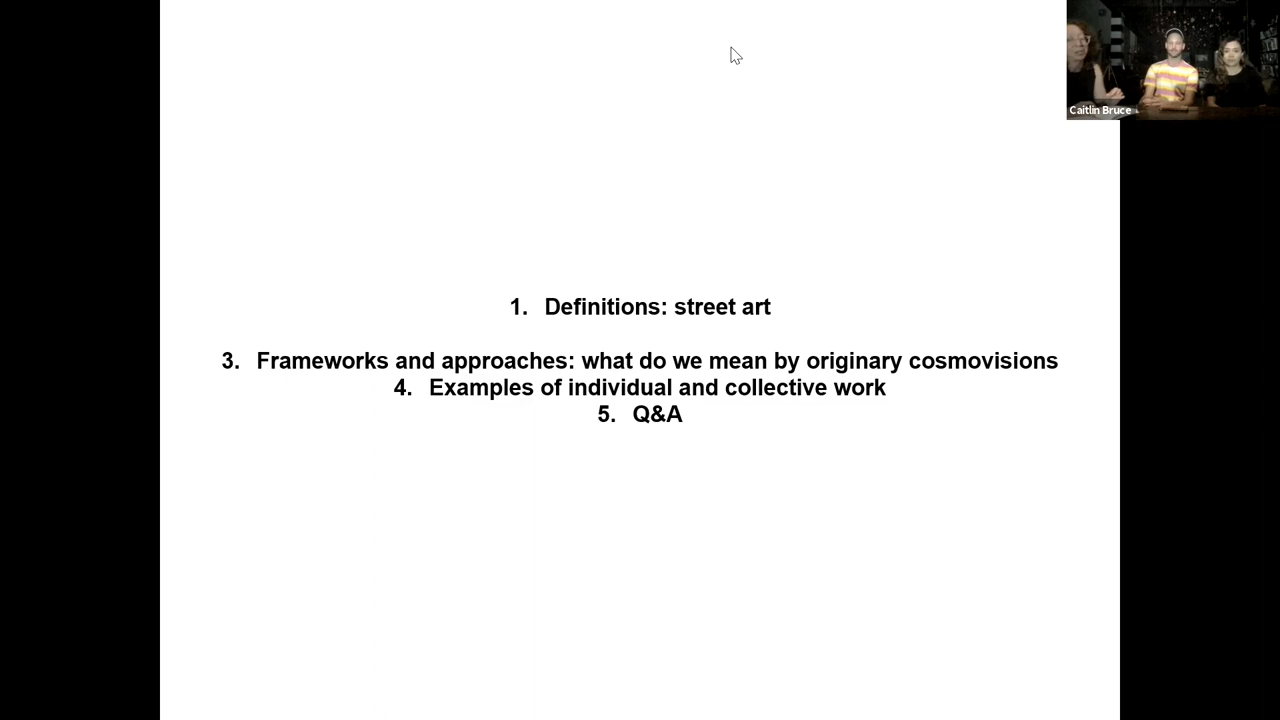 Caitlin Bruce
1. Definitions: street art
3. Frameworks and approaches: what do we mean by originary cosmovisions
4. Examples of individual and collective work
5. Q&A